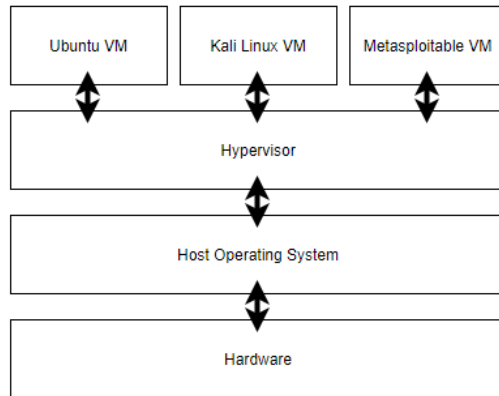 Ubuntu VM
Kali Linux VM
Metasploitable VM
Hypervisor
Host Operating System
Hardware